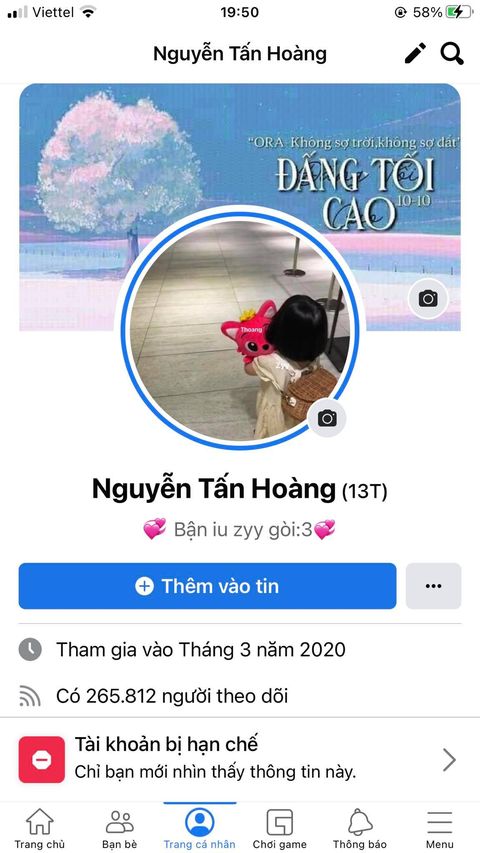 Viettel 19:50 58%
Nguyễn Tấn Hoàng
“ORA- Không sợ trời,không sợ đất’
ĐẤNG TỐI
CAO 10-10
Thoang
Nguyễn Tấn Hoàng (13T)
💞 Bận iu zyy gòi:3💞
Thêm vào tin
Tham gia vào Tháng 3 năm 2020
Có 265.812 người theo dõi
Tài khoản bị hạn chế
Chỉ bạn mới nhìn thấy thông tin này.
Trang chủ Bạn bè Trang cá nhân Chơi game Thông báo Menu